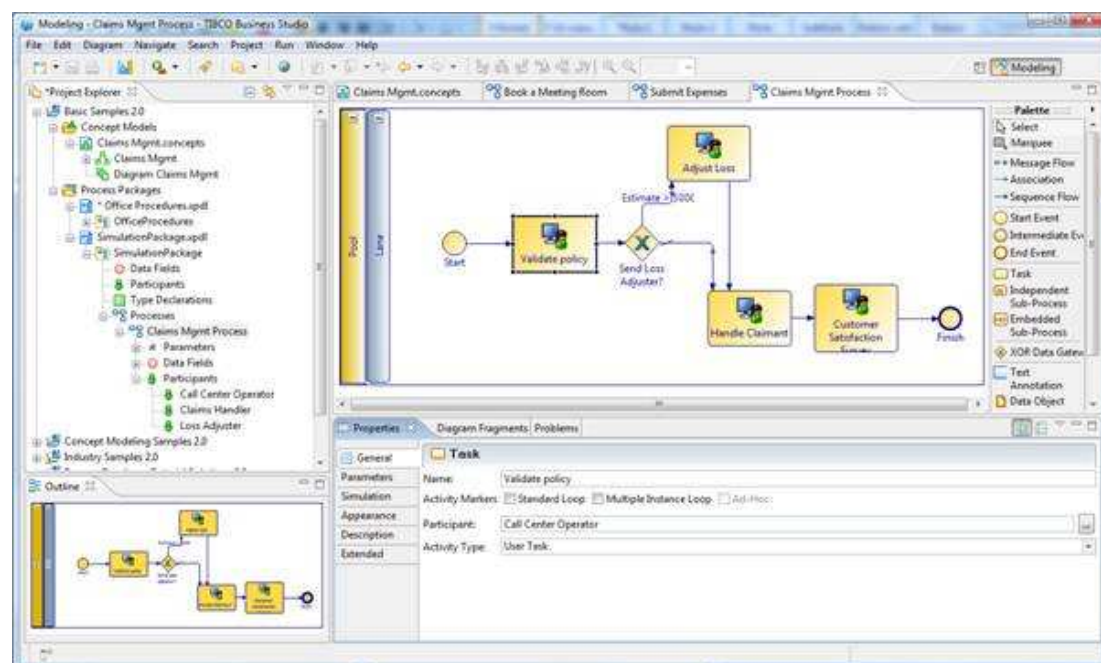 Modeling - Claims Mgmt Process - TIBCO Business Studio
File Edit Diagram Navigate Search Project Run Window Help
Modeling
*Project Explorer
Basic Samples 2.0
Concept Models
Claims Mgmt.concepts
Claims Mgmt
Diagram Claims Mgmt
Process Packages
* Office Procedures.xpdl
OfficeProcedures
SimulationPackage.xpdl
SimulationPackage
Data Fields
Participants
Type Declarations
Processes
Claims Mgmt Process
Parameters
Data Fields
Participants
Call Center Operator
Claims Handler
Loss Adjuster
Concept Modeling Samples 2.0
Industry Samples 2.0
Outline
Claims Mgmt.concepts Book a Meeting Room Submit Expenses Claims Mgmt Process
Pool
Lane
Start
Validate policy
Send Loss
Adjuster?
Estimate >
Adjust Loss
Handle Claimant
Customer
Satisfaction
Survey
Finish
Palette
Select
Marquee
Message Flow
Association
Sequence Flow
Start Event
Intermediate Eve
End Event
Task
Independent
Sub-Process
Embedded
Sub-Process
XOR Data Gatew
Text
Annotation
Data Object
Properties Diagram Fragments Problems
General
Parameters
Simulation
Appearance
Description
Extended
Task
Name: Validate policy
Activity Markers: Standard Loop Multiple Instance Loop Ad-Hoc
Participant: Call Center Operator
Activity Type: User Task